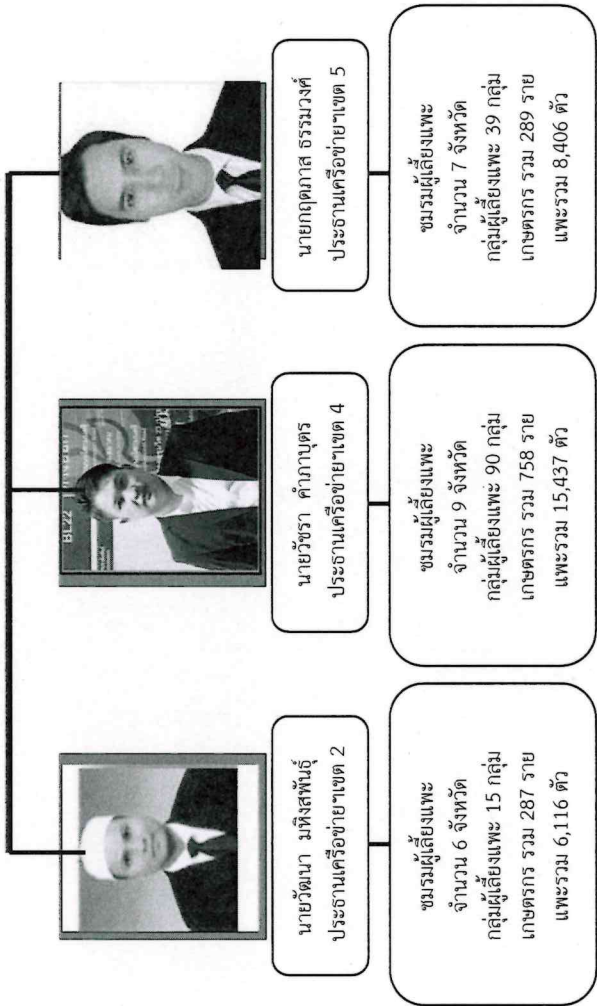 นายวัฒนา มหิงสพันธุ์
ประธานเครือข่ายฯเขต 2
ชมรมผู้เลี้ยงแพะ
จำนวน 6 จังหวัด
กลุ่มผู้เลี้ยงแพะ 15 กลุ่ม
เกษตรกร รวม 287 ราย
แพะรวม 6,116 ตัว
BL22
นายวัชรา คำภาบุตร
ประธานเครือข่ายฯเขต 4
ชมรมผู้เลี้ยงแพะ
จำนวน 9 จังหวัด
กลุ่มผู้เลี้ยงแพะ 90 กลุ่ม
เกษตรกร รวม 758 ราย
แพะรวม 15,437 ตัว
นายกฤตภาส ธรรมวงค์
ประธานเครือข่ายฯเขต 5
ชมรมผู้เลี้ยงแพะ
จำนวน 7 จังหวัด
กลุ่มผู้เลี้ยงแพะ 39 กลุ่ม
เกษตรกร รวม 289 ราย
แพะรวม 8,406 ตัว